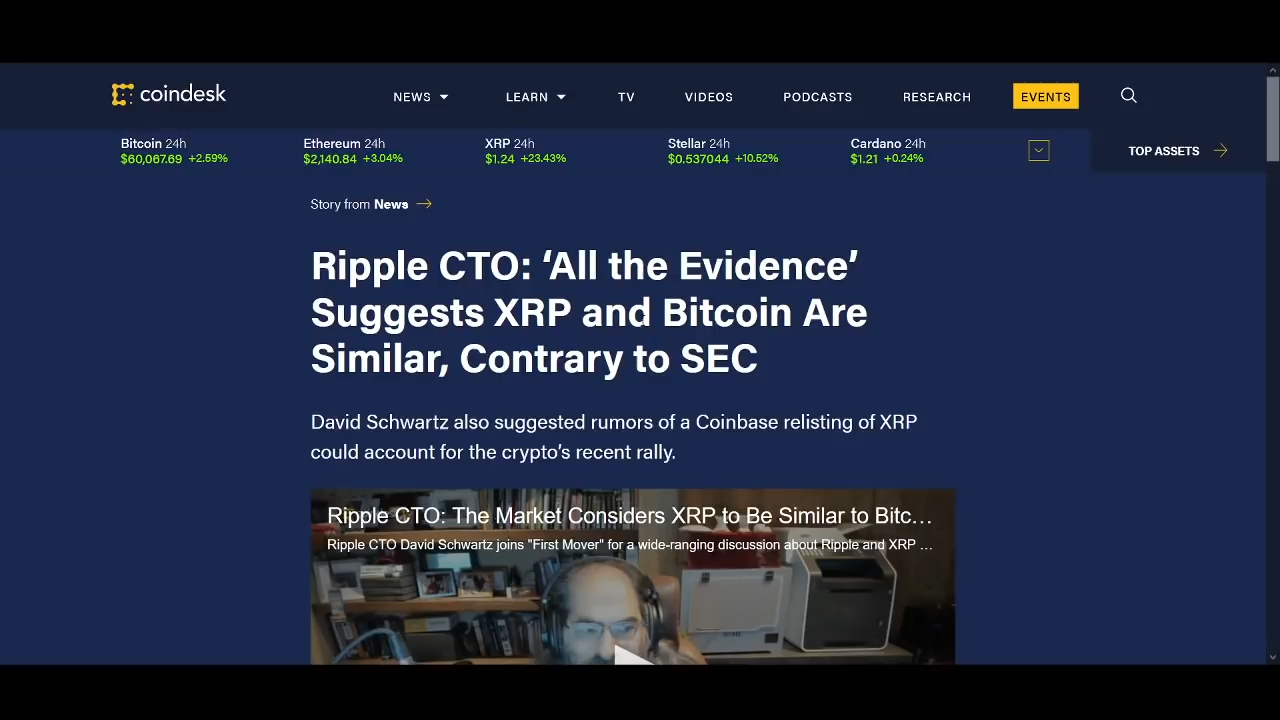 coindesk
NEWS LEARN TV VIDEOS PODCASTS RESEARCH EVENTS
Bitcoin 24h Ethereum 24h XRP 24h Stellar 24h Cardano 24h
$60,067.69 +2.59% $2,140.84 +3.04% $1.24 +23.43% $0.537044 +10.52% $1.21 +0.24%
TOP ASSETS
Story from News
Ripple CTO: ‘All the Evidence’
Suggests XRP and Bitcoin Are
Similar, Contrary to SEC
David Schwartz also suggested rumors of a Coinbase relisting of XRP
could account for the crypto’s recent rally.
Ripple CTO: The Market Considers XRP to Be Similar to Bitc…
Ripple CTO David Schwartz joins "First Mover" for a wide-ranging discussion about Ripple and XRP …